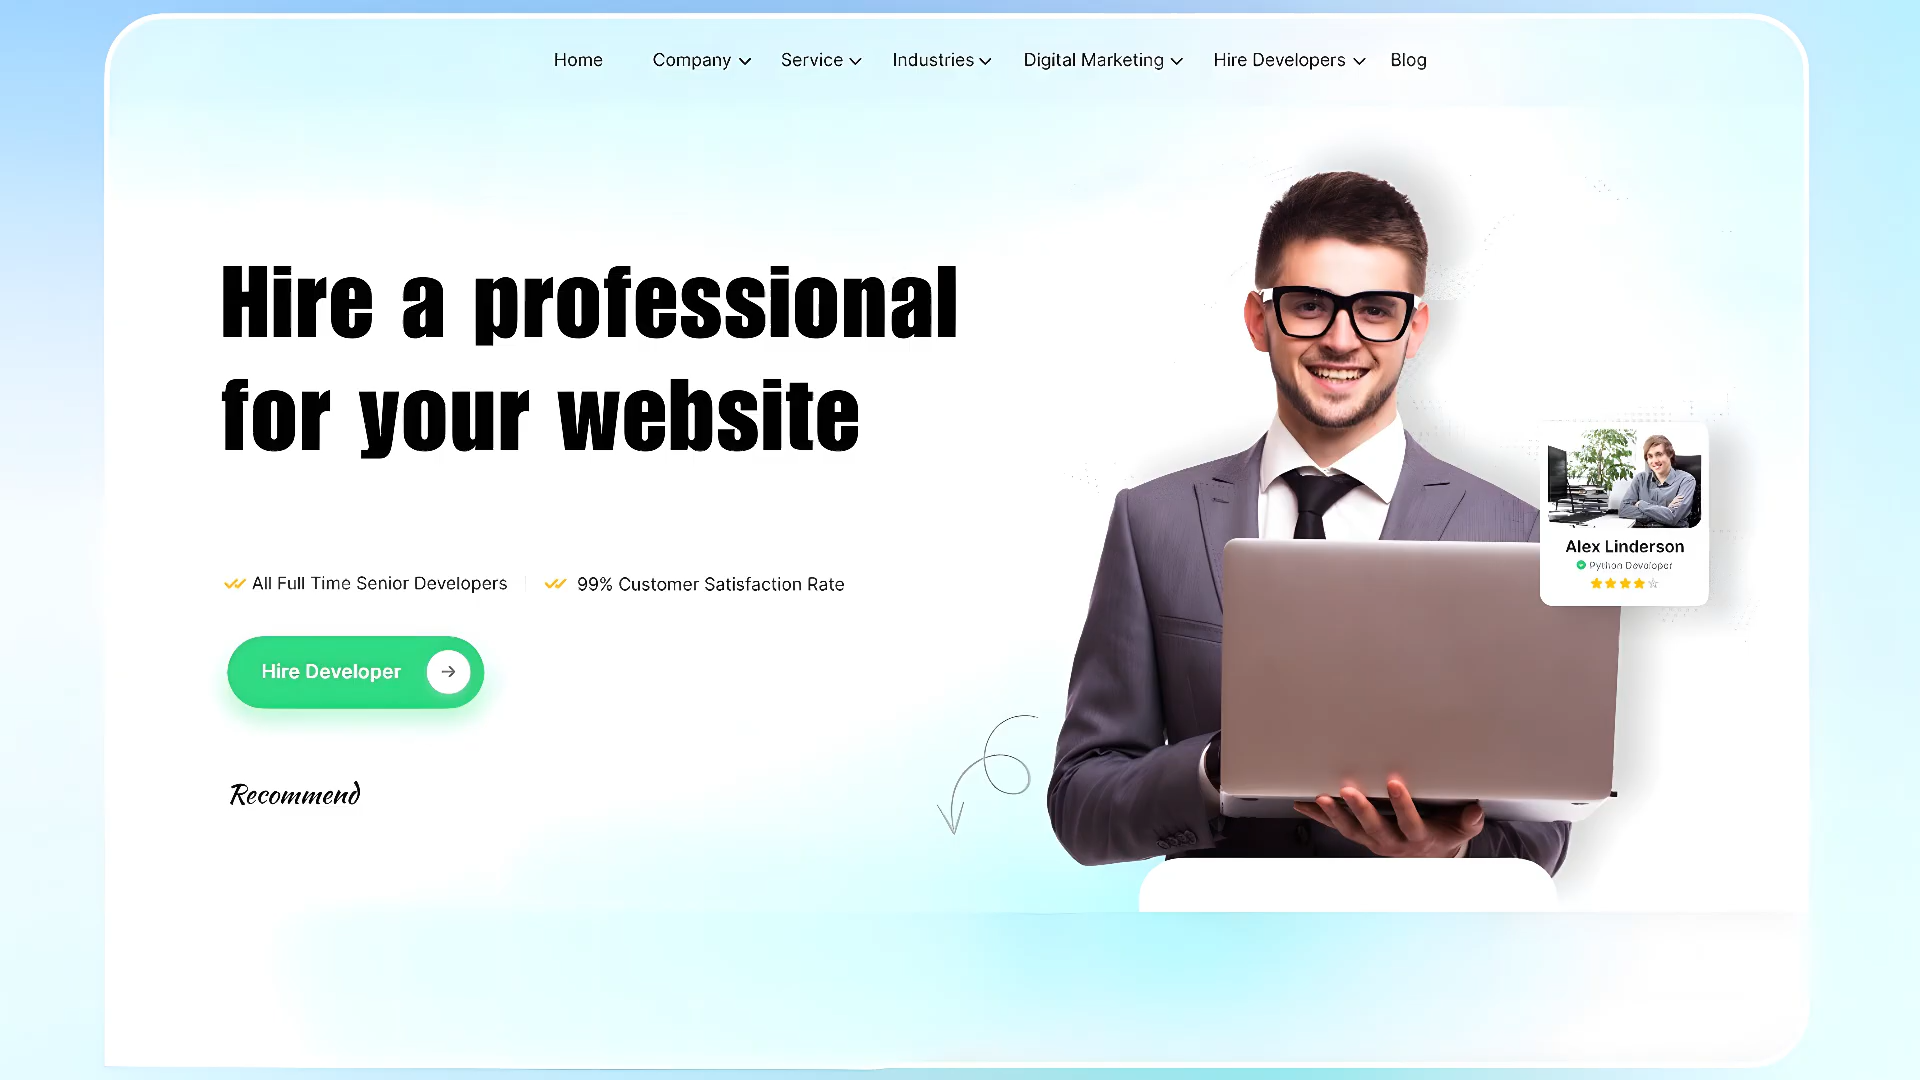 Home Company Service Industries Digital Marketing Hire Developers Blog
Hire a professional
for your website
All Full Time Senior Developers 99% Customer Satisfaction Rate
Hire Developer
Recommend
Alex Linderson
Python Developer